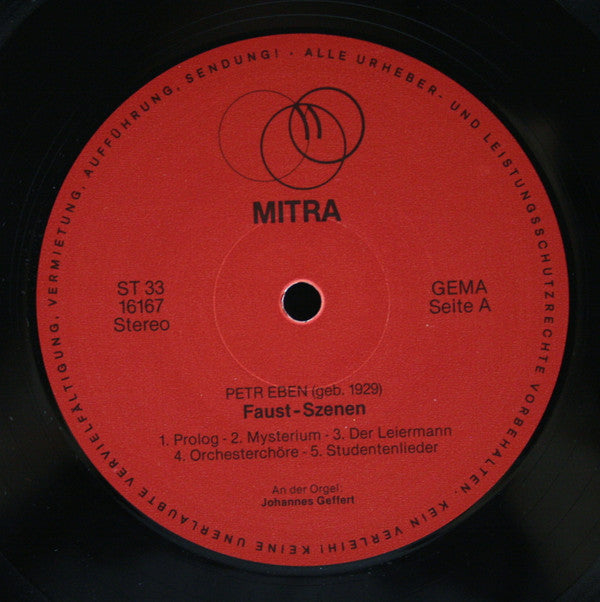 ALLE URHEBER- UND LEISTUNGSSCHUTZRECHTE VORBEHALTEN. KEIN VERLEIH! KEINE UNERLAUBTE VERVIELFÄLTIGUNG, VERMIETUNG, AUFFÜHRUNG, SENDUNG! ·
MITRA
ST 33
16167
Stereo
GEMA
Seite A
PETR EBEN (geb. 1929)
Faust-Szenen
1. Prolog - 2. Mysterium - 3. Der Leiermann
4. Orchesterchöre - 5. Studentenlieder
An der Orgel:
Johannes Geffert